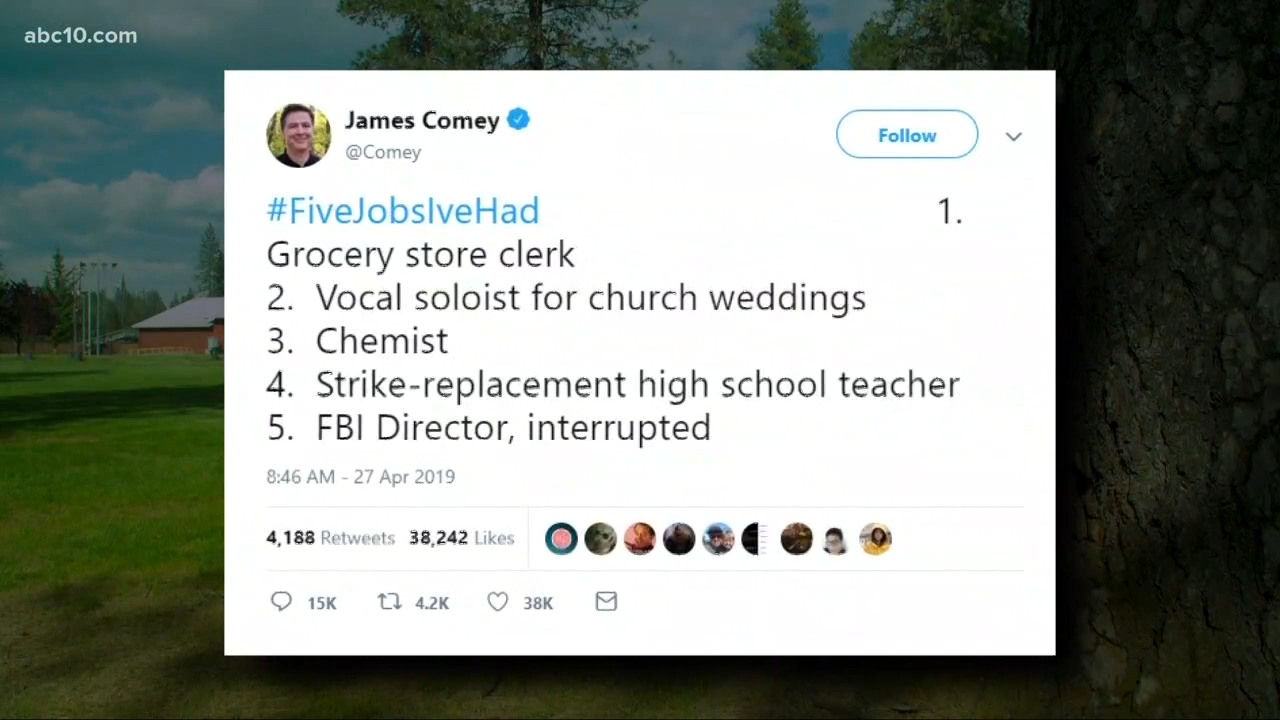 abc10.com
James Comey
@Comey
Follow
#FiveJobsIveHad 1.
Grocery store clerk
2. Vocal soloist for church weddings
3. Chemist
4. Strike-replacement high school teacher
5. FBI Director, interrupted
8:46 AM - 27 Apr 2019
4,188 Retweets 38,242 Likes
15K 4.2K 38K